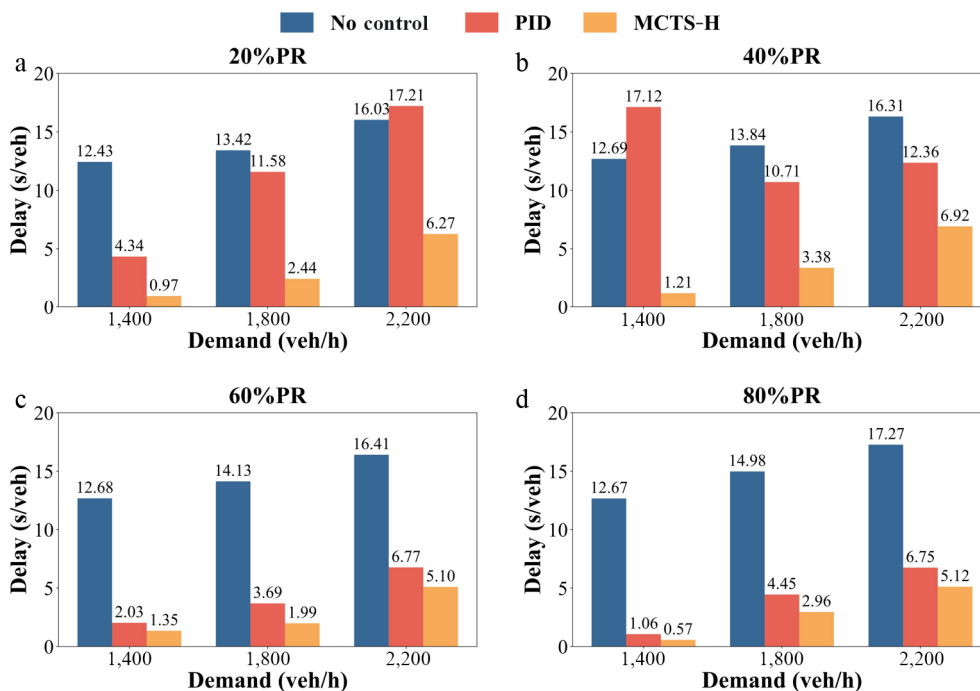 No control PID MCTS-H
a 20%PR
Delay (s/veh)
20
15
10
5
0
12.43 4.34 0.97
13.42 11.58 2.44
16.03 17.21 6.27
1,400 1,800 2,200
Demand (veh/h)
b 40%PR
Delay (s/veh)
20
15
10
5
0
12.69 17.12 1.21
13.84 10.71 3.38
16.31 12.36 6.92
1,400 1,800 2,200
Demand (veh/h)
c 60%PR
Delay (s/veh)
20
15
10
5
0
12.68 2.03 1.35
14.13 3.69 1.99
16.41 6.77 5.10
1,400 1,800 2,200
Demand (veh/h)
d 80%PR
Delay (s/veh)
20
15
10
5
0
12.67 1.06 0.57
14.98 4.45 2.96
17.27 6.75 5.12
1,400 1,800 2,200
Demand (veh/h)